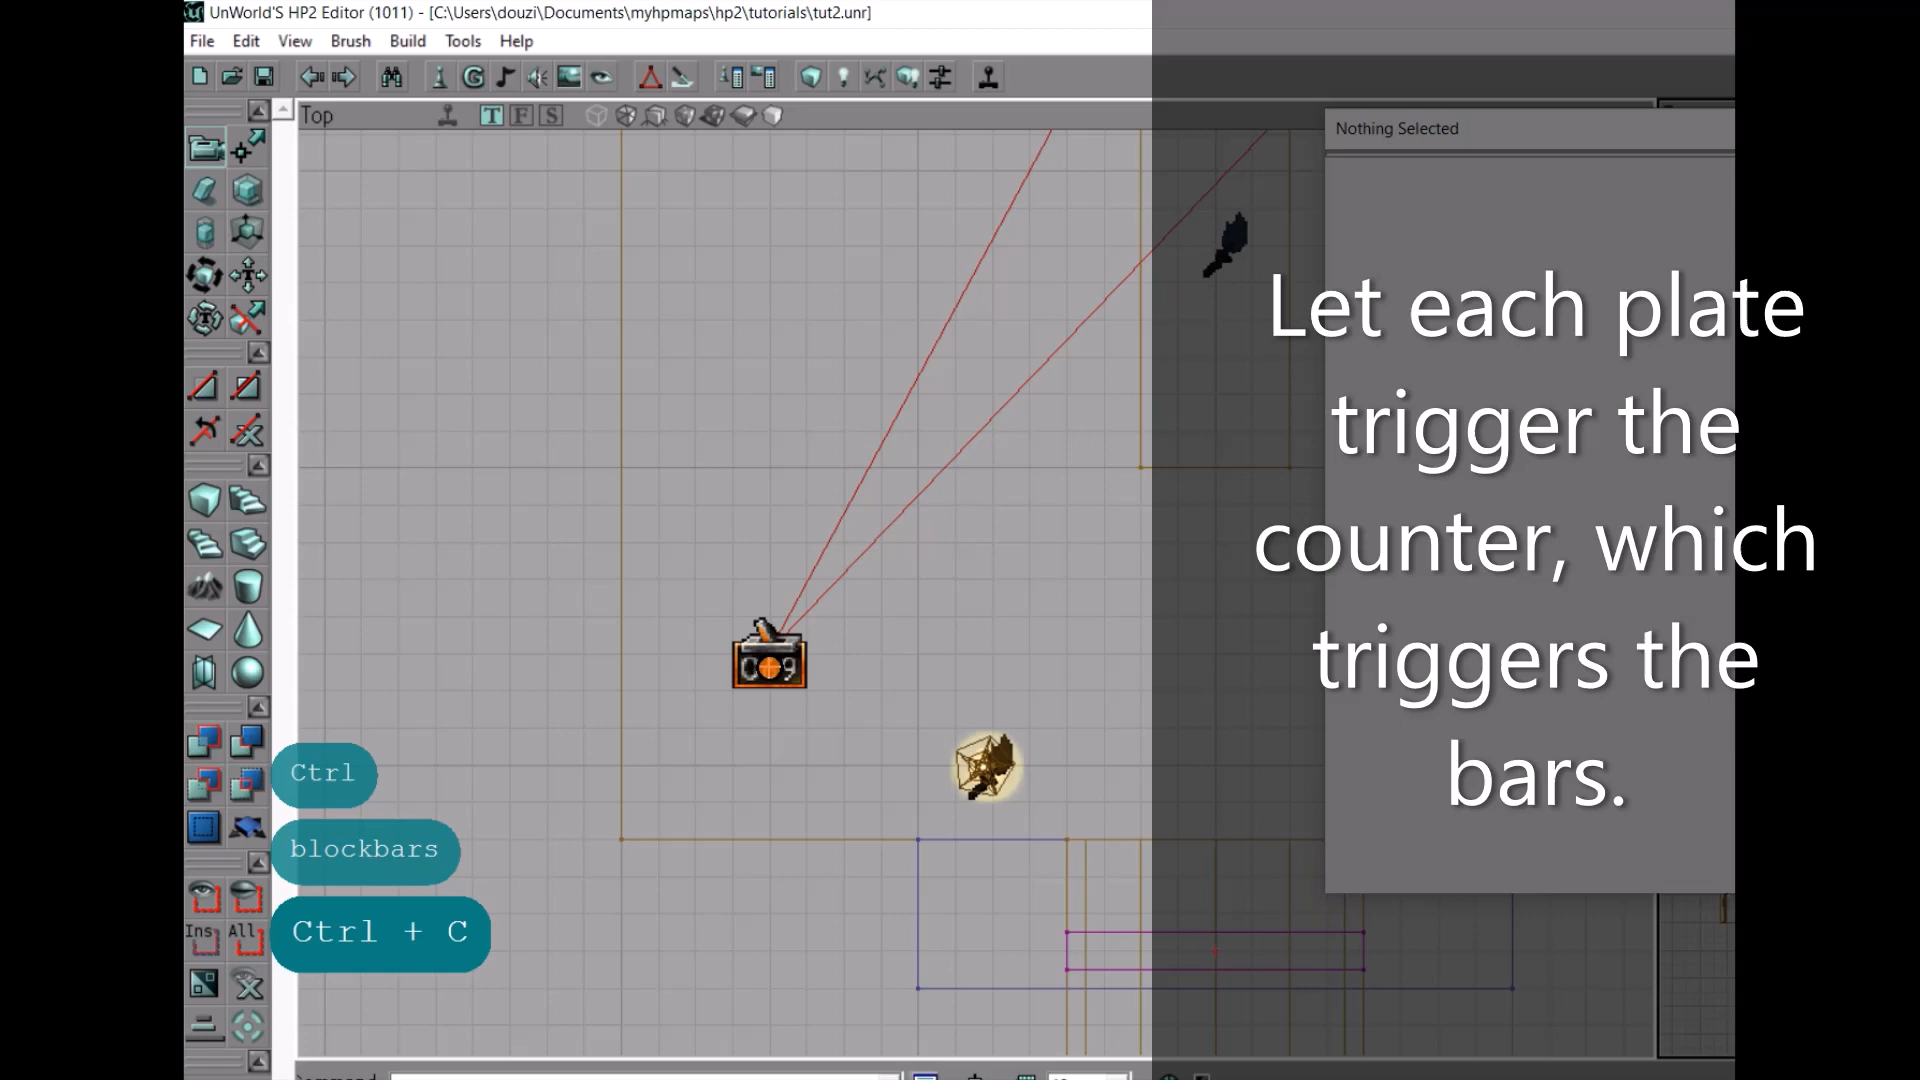 UnWorld'S HP2 Editor (1011) - [C:\Users\douzi\Documents\myhpmaps\hp2\tutorials\tut2.unr]
File Edit View Brush Build Tools Help
Top T F S
Nothing Selected
Let each plate
trigger the
counter, which
triggers the
bars.
Ctrl
blockbars
Ctrl + C
Ins All